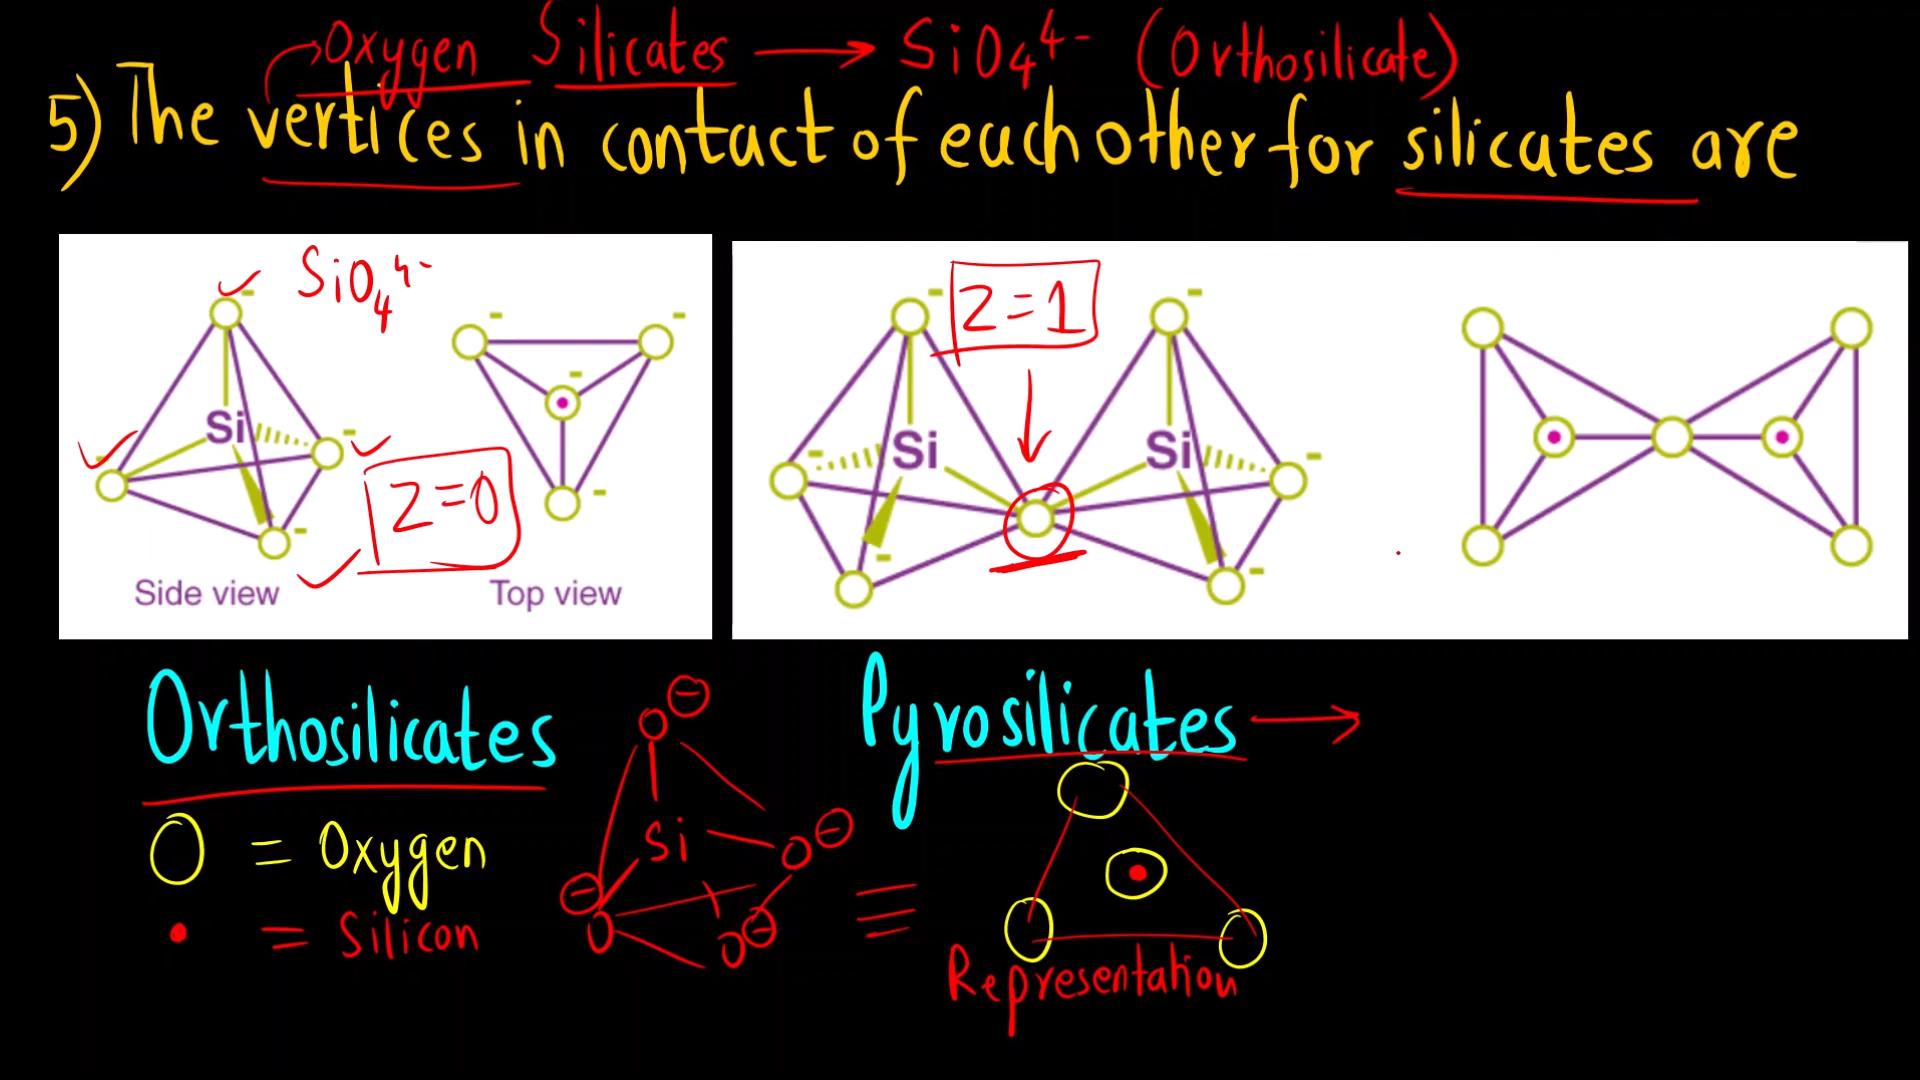 Oxygen Silicates → SiO₄⁴⁻ (Orthosilicate)
5) The vertices in contact of each other for silicates are
SiO₄⁴⁻
Z=1
- - - - - -
Si
Si
Si
Z=0
Side view
Top view
Orthosilicates
Pyrosilicates →
O = Oxygen
• = Silicon
O⊖
Si
O⊖
⊖
O
O⊖
≡
Representation